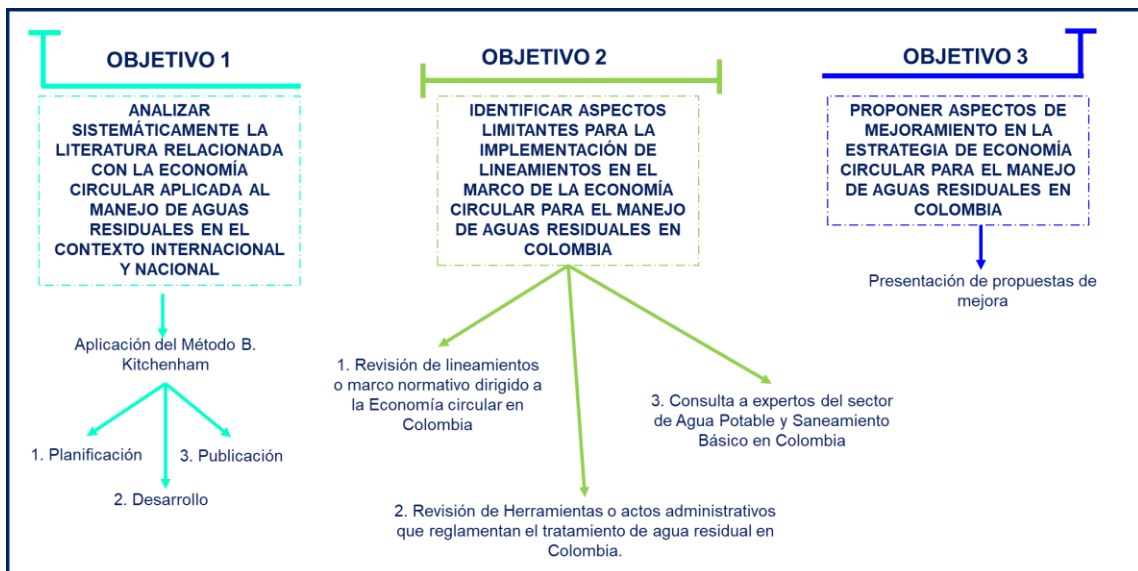 OBJETIVO 1
ANALIZAR
SISTEMÁTICAMENTE LA
LITERATURA RELACIONADA
CON LA ECONOMÍA
CIRCULAR APLICADA AL
MANEJO DE AGUAS
RESIDUALES EN EL
CONTEXTO INTERNACIONAL
Y NACIONAL
Aplicación del Método B.
Kitchenham
1. Planificación
2. Desarrollo
3. Publicación
OBJETIVO 2
IDENTIFICAR ASPECTOS
LIMITANTES PARA LA
IMPLEMENTACIÓN DE
LINEAMIENTOS EN EL
MARCO DE LA ECONOMÍA
CIRCULAR PARA EL MANEJO
DE AGUAS RESIDUALES EN
COLOMBIA
1. Revisión de lineamientos
o marco normativo dirigido a
la Economía circular en
Colombia
2. Revisión de Herramientas o actos administrativos
que reglamentan el tratamiento de agua residual en
Colombia.
3. Consulta a expertos del sector
de Agua Potable y Saneamiento
Básico en Colombia
OBJETIVO 3
PROPONER ASPECTOS DE
MEJORAMIENTO EN LA
ESTRATEGIA DE ECONOMÍA
CIRCULAR PARA EL MANEJO
DE AGUAS RESIDUALES EN
COLOMBIA
Presentación de propuestas de
mejora